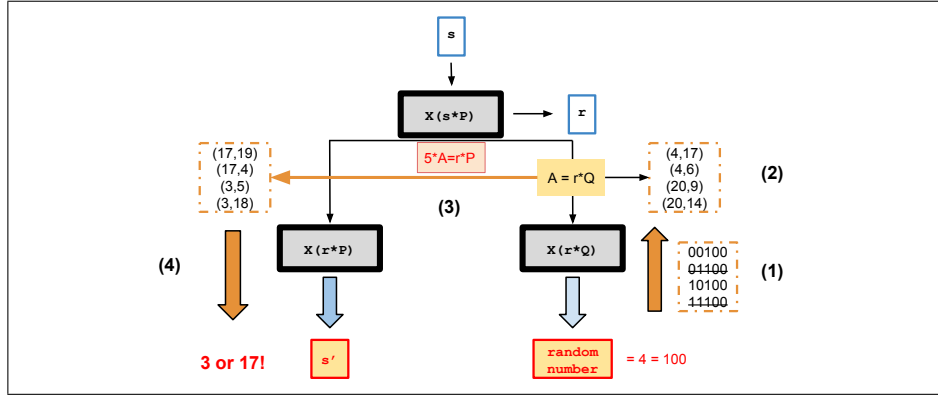 s
X(s*P)
r
5*A=r*P
(17,19)
(17,4)
(3,5)
(3,18)
A = r*Q
(4,17)
(4,6)
(20,9)
(20,14)
(2)
(3)
X(r*P)
X(r*Q)
(4)
00100
01100
10100
11100
(1)
3 or 17!
s’
random
number
= 4 = 100